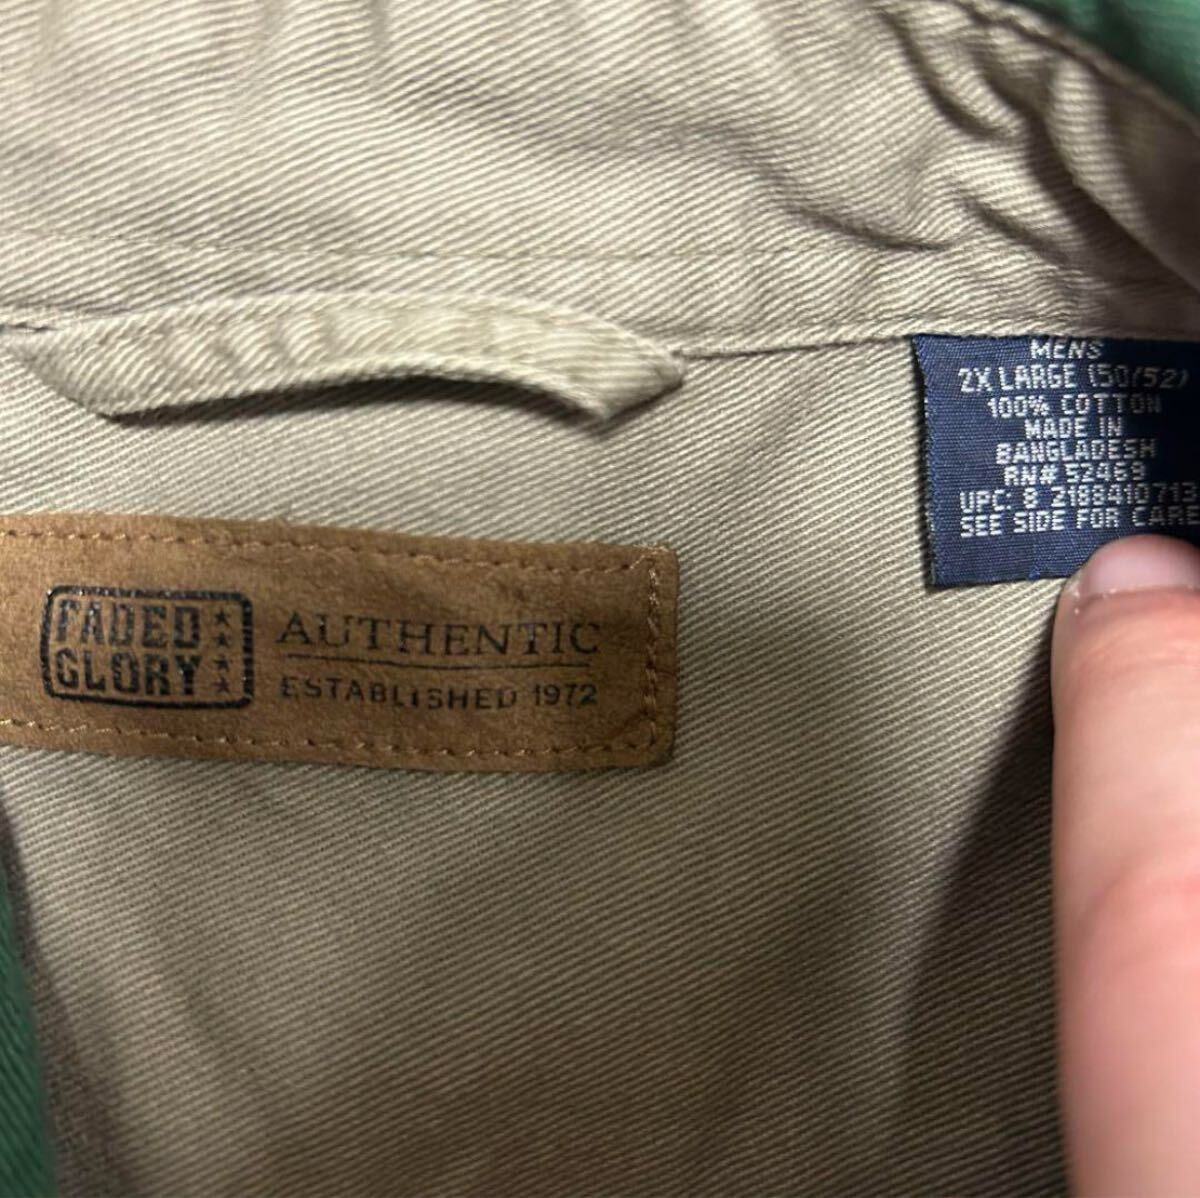 MENS
2X LARGE (50/52)
100% COTTON
MADE IN
BANGLADESH
RN# 52469
UPC: 8 2188410713
SEE SIDE FOR CARE
FADED
GLORY
AUTHENTIC
ESTABLISHED 1972